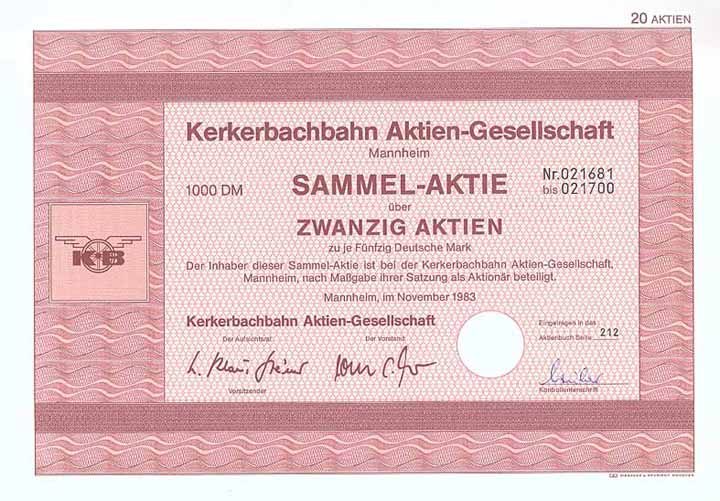 20 AKTIEN
Kerkerbachbahn Aktien-Gesellschaft
Mannheim
1000 DM
SAMMEL-AKTIE
Nr. 021681
bis 021700
über
ZWANZIG AKTIEN
zu je Fünfzig Deutsche Mark
Der Inhaber dieser Sammel-Aktie ist bei der Kerkerbachbahn Aktien-Gesellschaft,
Mannheim, nach Maßgabe ihrer Satzung als Aktionär beteiligt.
Mannheim, im November 1983
KB
Kerkerbachbahn Aktien-Gesellschaft
Der Aufsichtsrat
Der Vorstand
Eingetragen in das
Aktienbuch Seite 212
Vorsitzender
Kontrollunterschrift